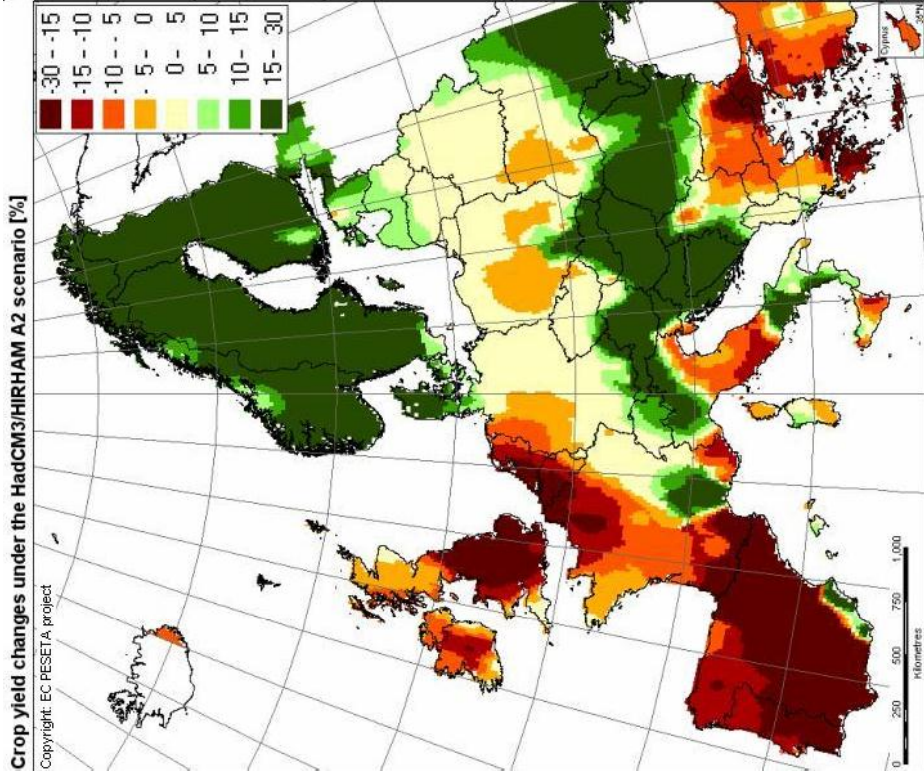 Crop yield changes under the HadCM3/HIRHAM A2 scenario [%]
Copyright: EC PESETA project
-30 - -15
-15 - -10
-10 - - 5
- 5 - 0
0 - 5
5 - 10
10 - 15
15 - 30
0 250 500 750 1,000
Kilometres
Cyprus